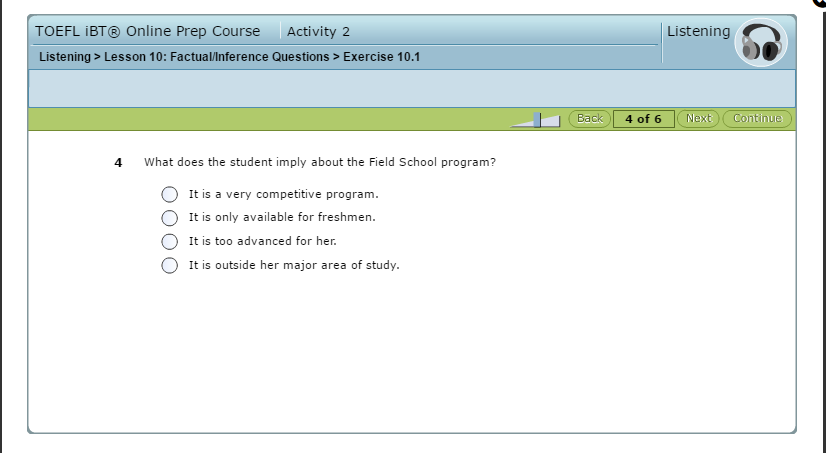 TOEFL iBT® Online Prep Course Activity 2 Listening
Listening > Lesson 10: Factual/Inference Questions > Exercise 10.1
Back 4 of 6 Next Continue
4 What does the student imply about the Field School program?
It is a very competitive program.
It is only available for freshmen.
It is too advanced for her.
It is outside her major area of study.